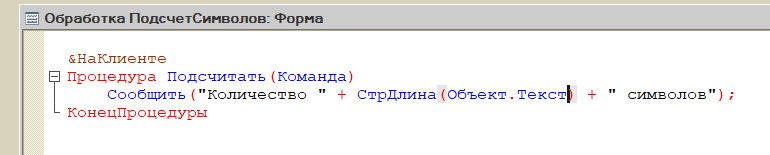 Обработка ПодсчетСимволов: Форма
&НаКлиенте
Процедура Подсчитать(Команда)
Сообщить("Количество " + СтрДлина(Объект.Текст) + " символов");
КонецПроцедуры